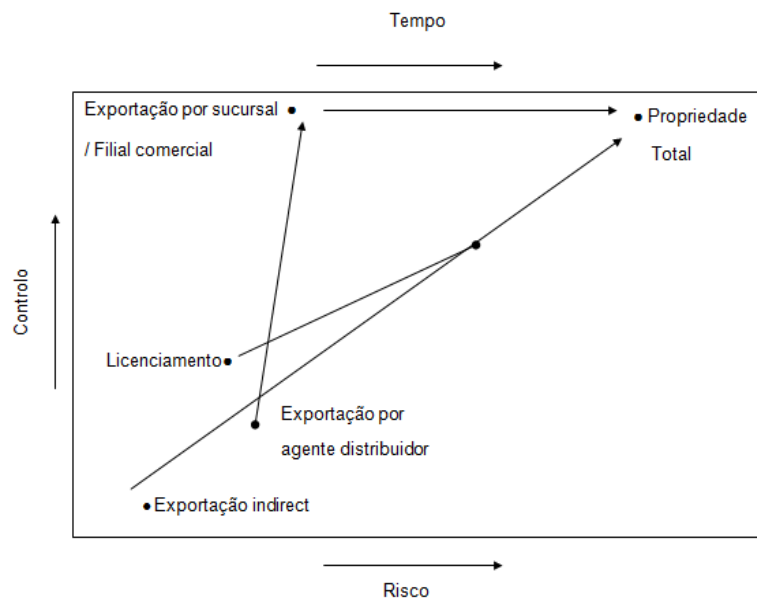 Tempo
Exportação por sucursal
/ Filial comercial
Propriedade
Total
Controlo
Licenciamento
Exportação por
agente distribuidor
Exportação indirect
Risco